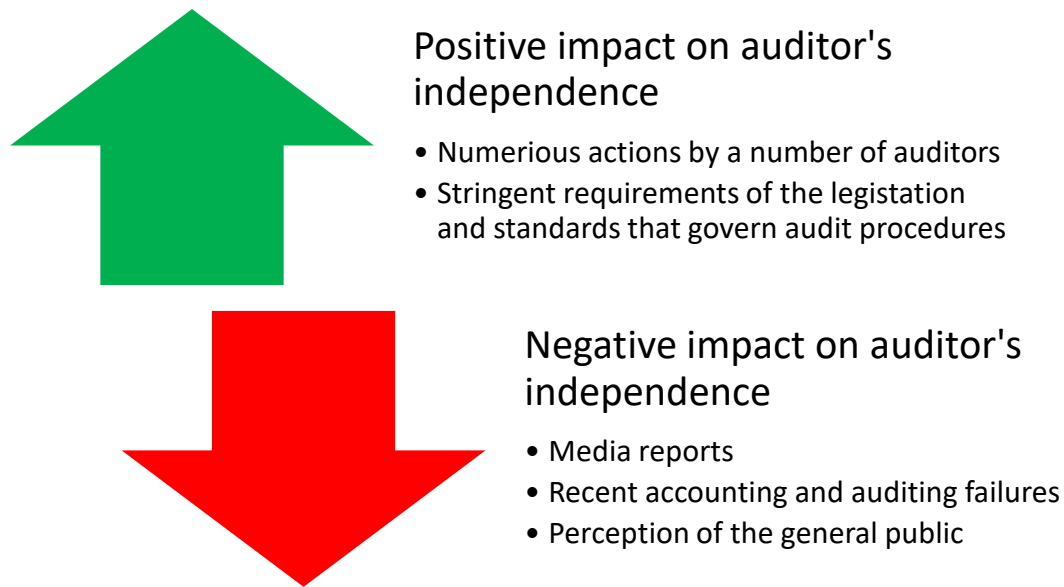 Positive impact on auditor's
independence
• Numerious actions by a number of auditors
• Stringent requirements of the legistation
and standards that govern audit procedures
Negative impact on auditor's
independence
• Media reports
• Recent accounting and auditing failures
• Perception of the general public